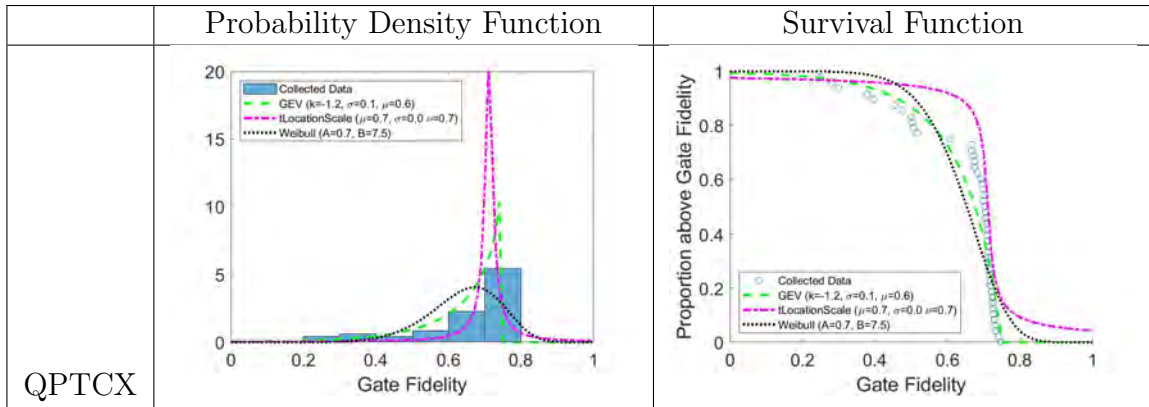 Probability Density Function
Survival Function
20
15
10
5
0
0
0.2
0.4
0.6
0.8
1
Gate Fidelity
Collected Data
GEV (k=-1.2, σ=0.1, μ=0.6)
tLocationScale (μ=0.7, σ=0.0 ν=0.7)
Weibull (A=0.7, B=7.5)
Proportion above Gate Fidelity
1
0.8
0.6
0.4
0.2
0
0
0.2
0.4
0.6
0.8
1
Gate Fidelity
Collected Data
GEV (k=-1.2, σ=0.1, μ=0.6)
tLocationScale (μ=0.7, σ=0.0 ν=0.7)
Weibull (A=0.7, B=7.5)
QPTCX